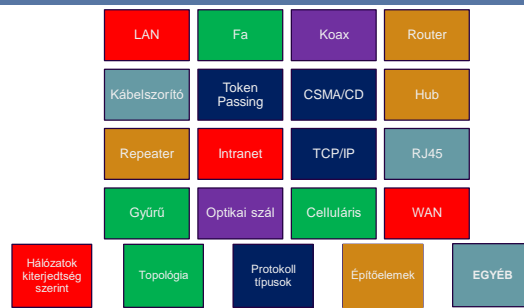 LAN
Fa
Koax
Router
Kábelszorító
Token
Passing
CSMA/CD
Hub
Repeater
Intranet
TCP/IP
RJ45
Gyűrű
Optikai szál
Celluláris
WAN
Hálózatok
kiterjedtség
szerint
Topológia
Protokoll
típusok
Építőelemek
EGYÉB